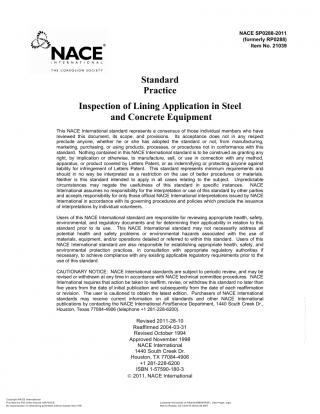 NACE SP0288-2011
(formerly RP0288)
Item No. 21039
NACE
INTERNATIONAL
THE CORROSION SOCIETY
Standard
Practice
Inspection of Lining Application in Steel
and Concrete Equipment
This NACE International standard represents a consensus of those individual members who have
reviewed this document, its scope, and provisions. Its acceptance does not in any respect
preclude anyone, whether he or she has adopted the standard or not, from manufacturing,
marketing, purchasing, or using products, processes, or procedures not in conformance with this
standard. Nothing contained in this NACE International standard is to be construed as granting any
right, by implication or otherwise, to manufacture, sell, or use in connection with any method,
apparatus, or product covered by Letters Patent, or as indemnifying or protecting anyone against
liability for infringement of Letters Patent. This standard represents minimum requirements and
should in no way be interpreted as a restriction on the use of better procedures or materials.
Neither is this standard intended to apply in all cases relating to the subject. Unpredictable
circumstances may negate the usefulness of this standard in specific instances. NACE
International assumes no responsibility for the interpretation or use of this standard by other parties
and accepts responsibility for only those official NACE International interpretations issued by NACE
International in accordance with its governing procedures and policies which preclude the issuance
of interpretations by individual volunteers.
Users of this NACE International standard are responsible for reviewing appropriate health, safety,
environmental, and regulatory documents and for determining their applicability in relation to this
standard prior to its use. This NACE International standard may not necessarily address all
potential health and safety problems or environmental hazards associated with the use of
materials, equipment, and/or operations detailed or referred to within this standard. Users of this
NACE International standard are also responsible for establishing appropriate health, safety, and
environmental protection practices, in consultation with appropriate regulatory authorities if
necessary, to achieve compliance with any existing applicable regulatory requirements prior to the
use of this standard.
CAUTIONARY NOTICE: NACE International standards are subject to periodic review, and may be
revised or withdrawn at any time in accordance with NACE technical committee procedures. NACE
International requires that action be taken to reaffirm, revise, or withdraw this standard no later than
five years from the date of initial publication and subsequently from the date of each reaffirmation
or revision. The user is cautioned to obtain the latest edition. Purchasers of NACE International
standards may receive current information on all standards and other NACE International
publications by contacting the NACE International FirstService Department, 1440 South Creek Dr.,
Houston, Texas 77084-4906 (telephone +1 281-228-6200).
Revised 2011-28-10
Reaffirmed 2004-03-31
Revised October 1994
Approved November 1988
NACE International
1440 South Creek Dr.
Houston, TX 77084-4906
+1 281-228-6200
ISBN 1-57590-180-3
© 2011, NACE International
Copyright NACE International